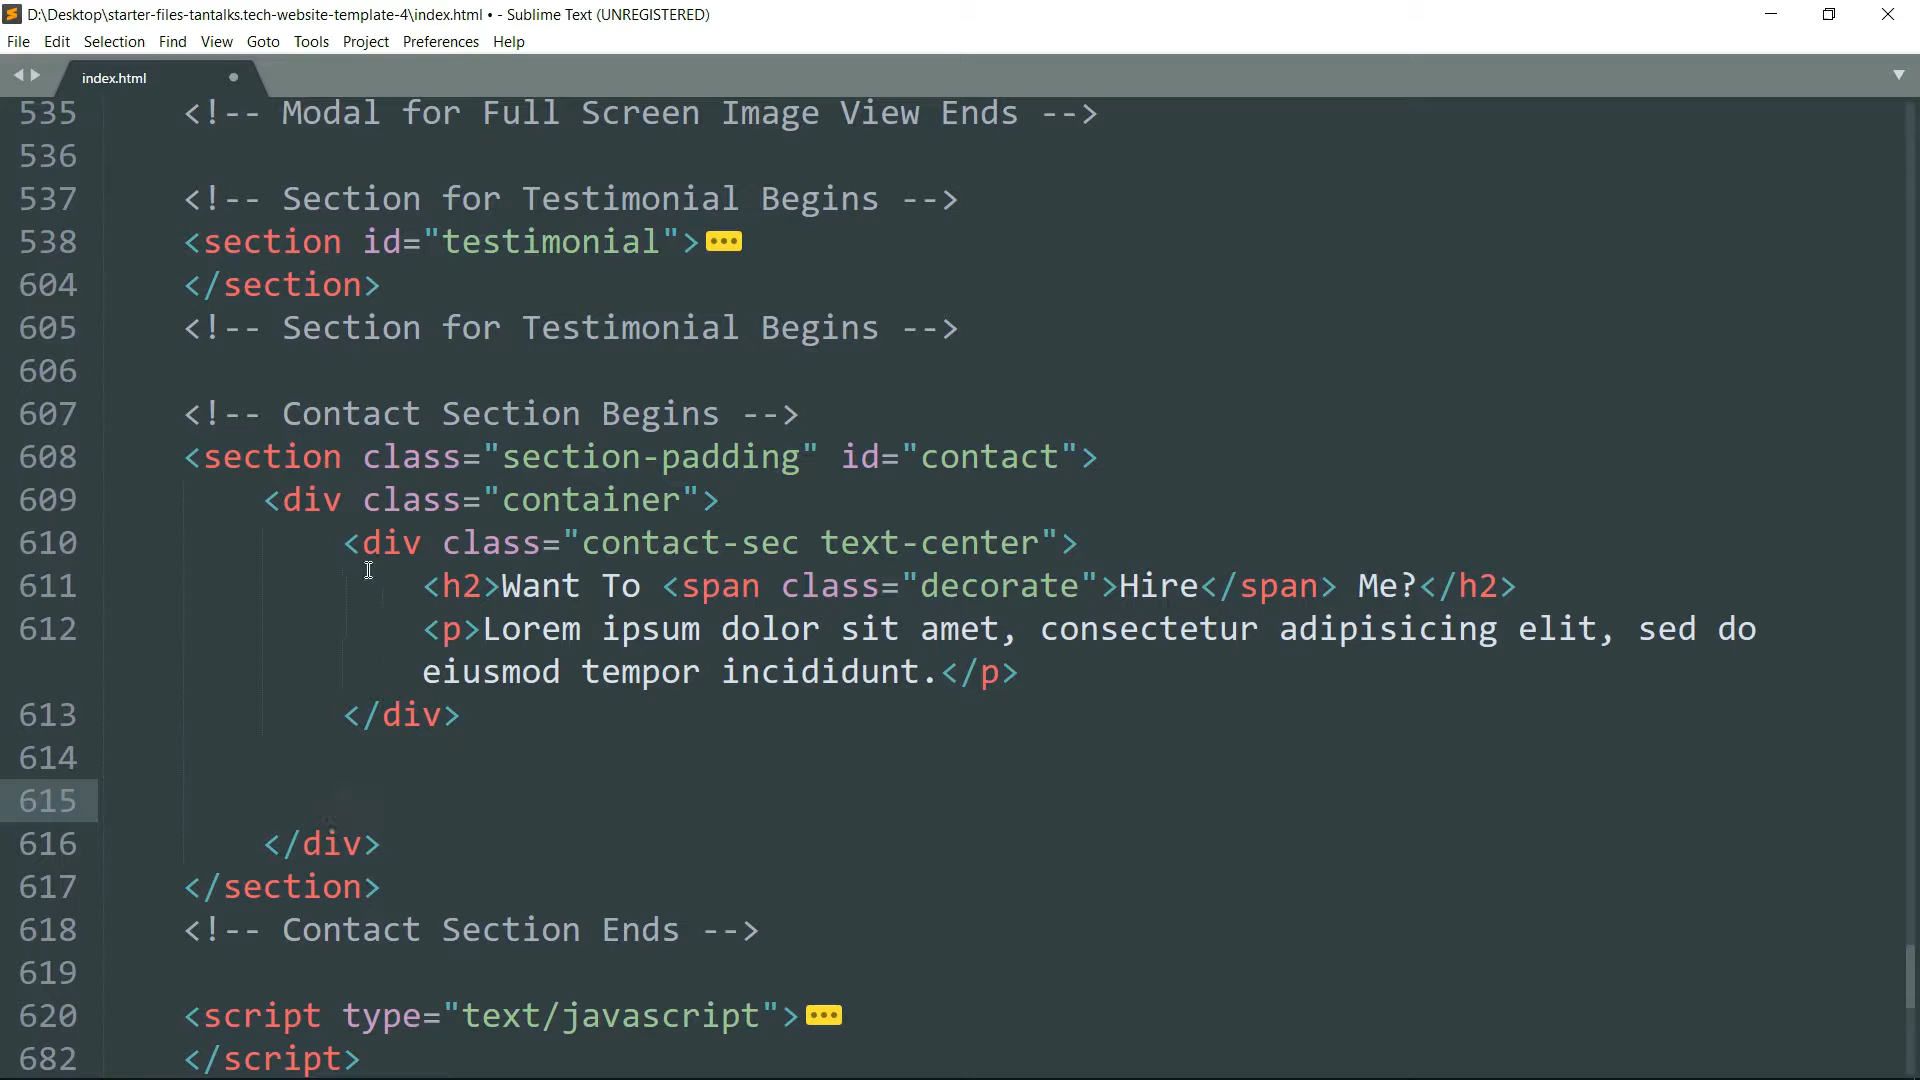 D:\Desktop\starter-files-tantalks.tech-website-template-4\index.html • - Sublime Text (UNREGISTERED)
File Edit Selection Find View Goto Tools Project Preferences Help
index.html
535 <!-- Modal for Full Screen Image View Ends -->
536
537 <!-- Section for Testimonial Begins -->
538 <section id="testimonial">
604 </section>
605 <!-- Section for Testimonial Begins -->
606
607 <!-- Contact Section Begins -->
608 <section class="section-padding" id="contact">
609 <div class="container">
610 <div class="contact-sec text-center">
611 <h2>Want To <span class="decorate">Hire</span> Me?</h2>
612 <p>Lorem ipsum dolor sit amet, consectetur adipisicing elit, sed do
eiusmod tempor incididunt.</p>
613 </div>
614
615
616 </div>
617 </section>
618 <!-- Contact Section Ends -->
619
620 <script type="text/javascript">
682 </script>